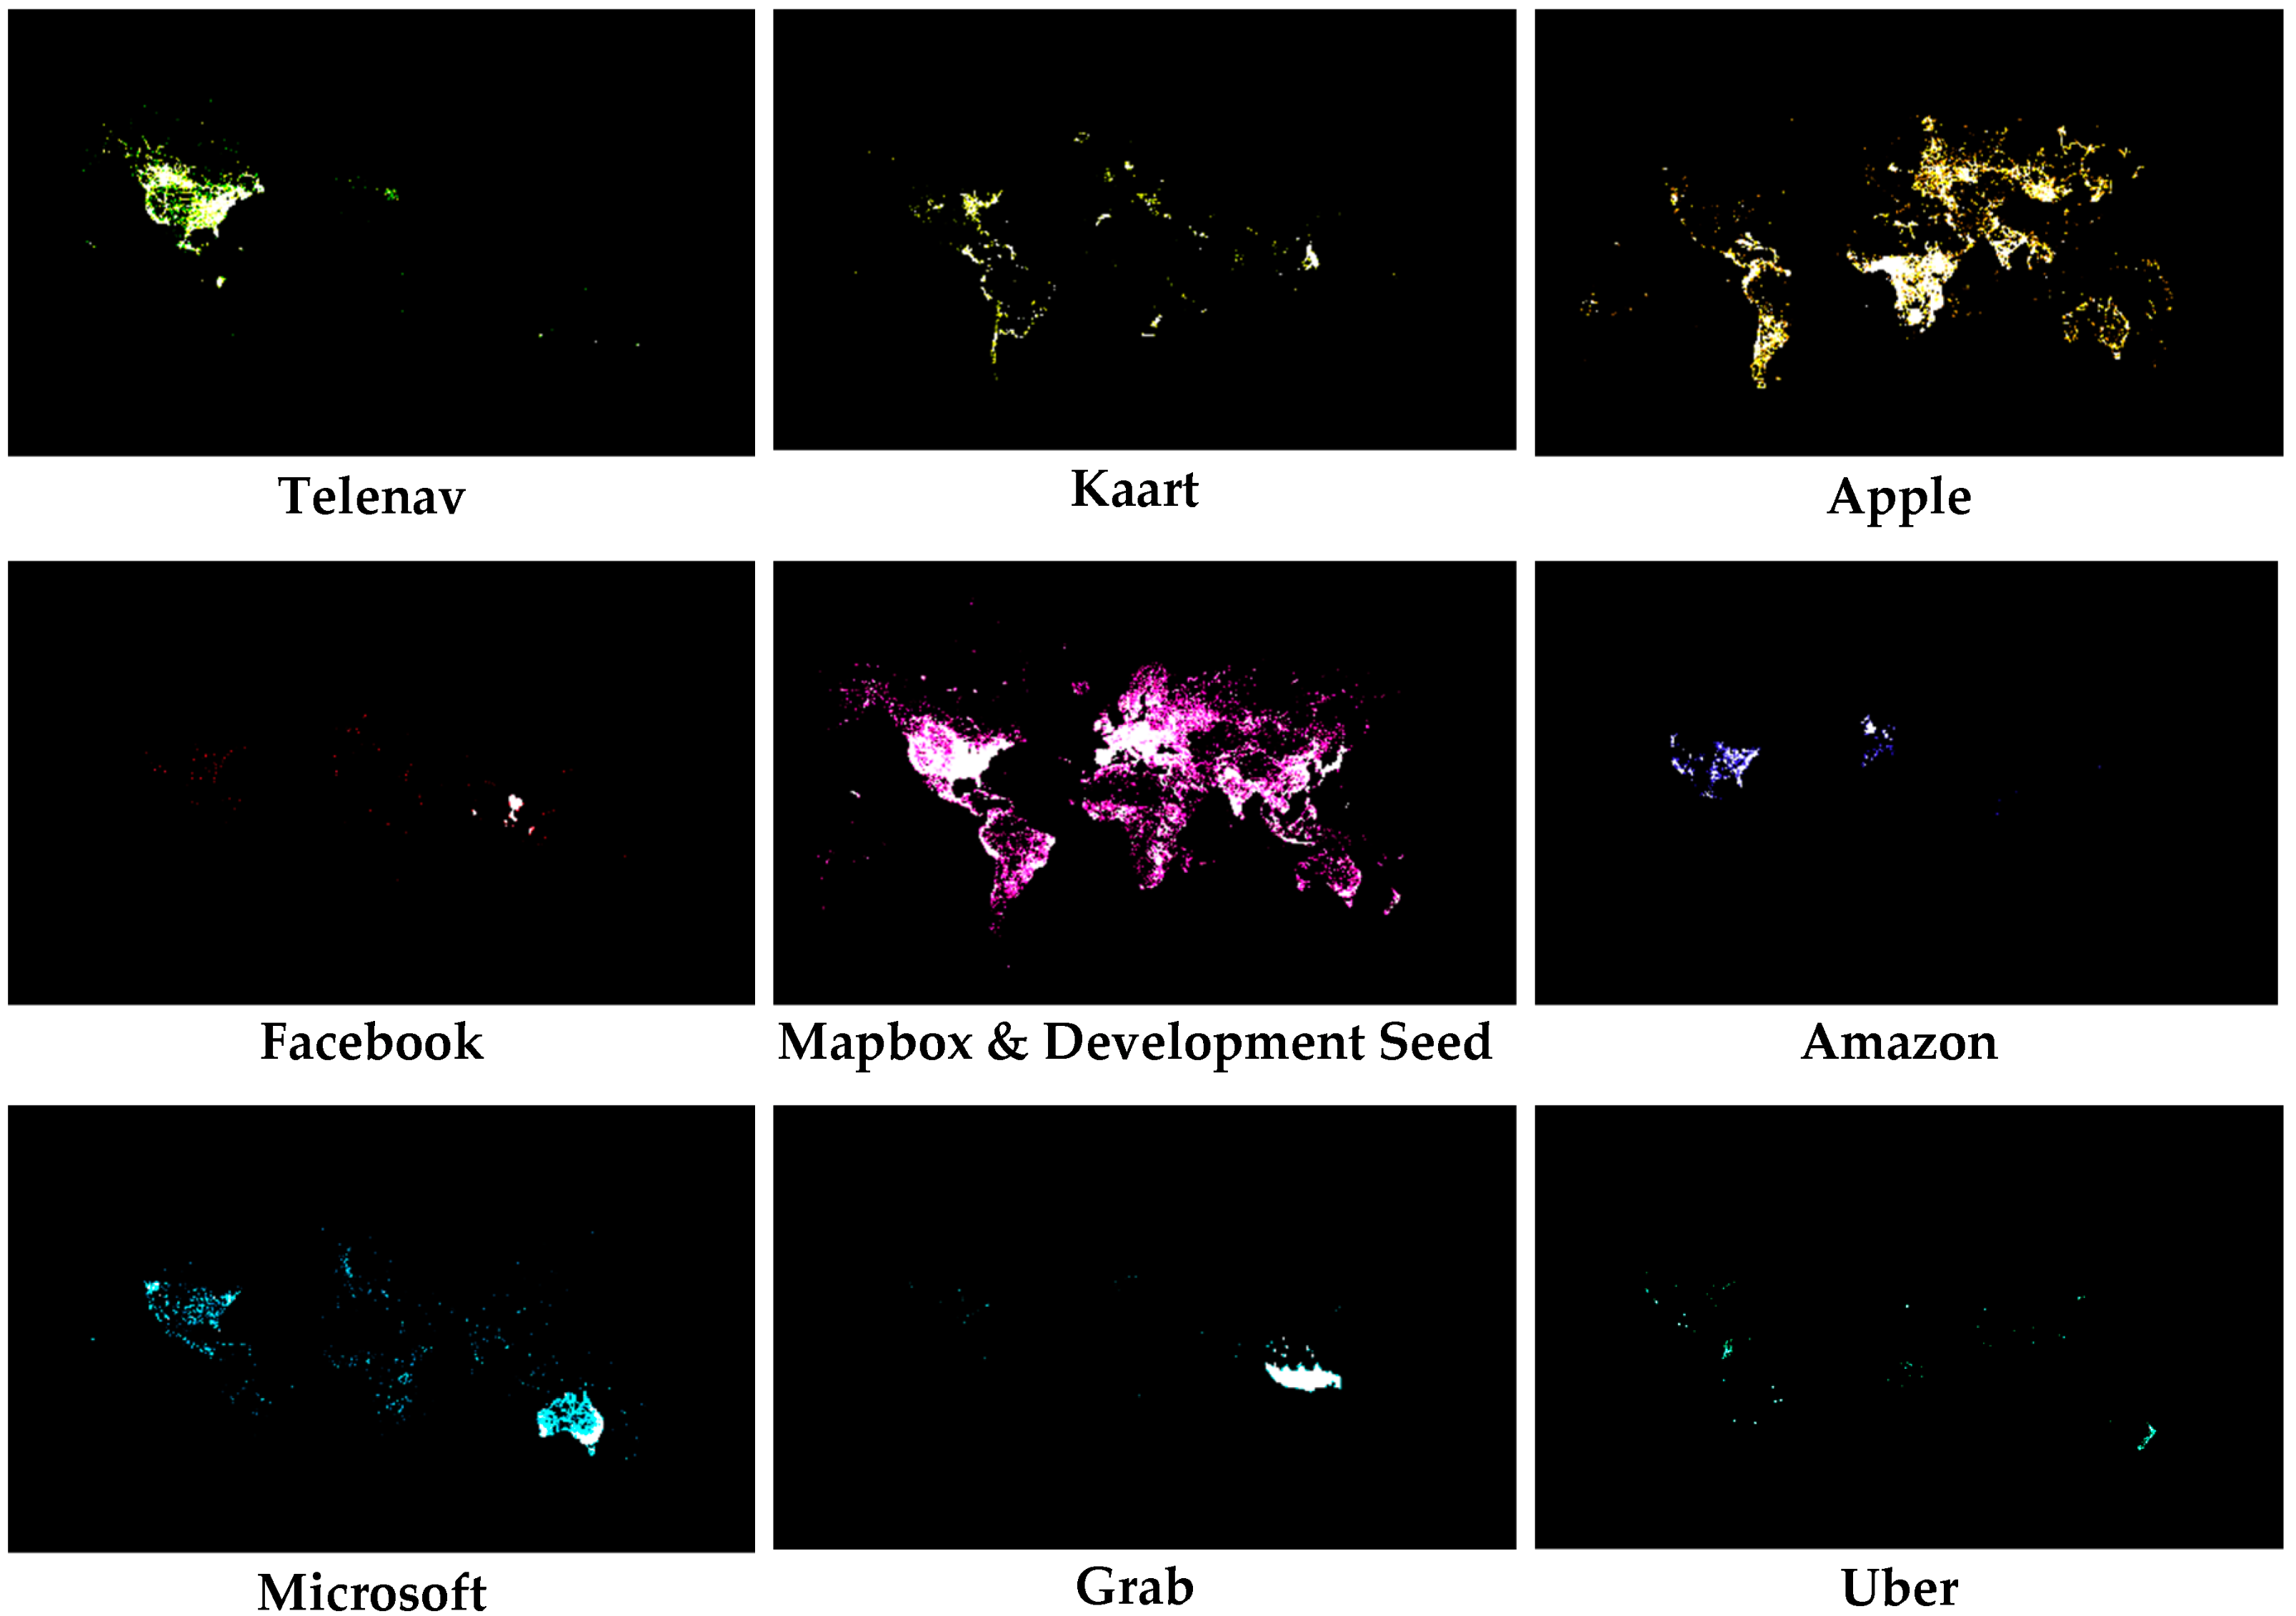 Telenav
Kaart
Apple
Facebook
Mapbox & Development Seed
Amazon
Microsoft
Grab
Uber